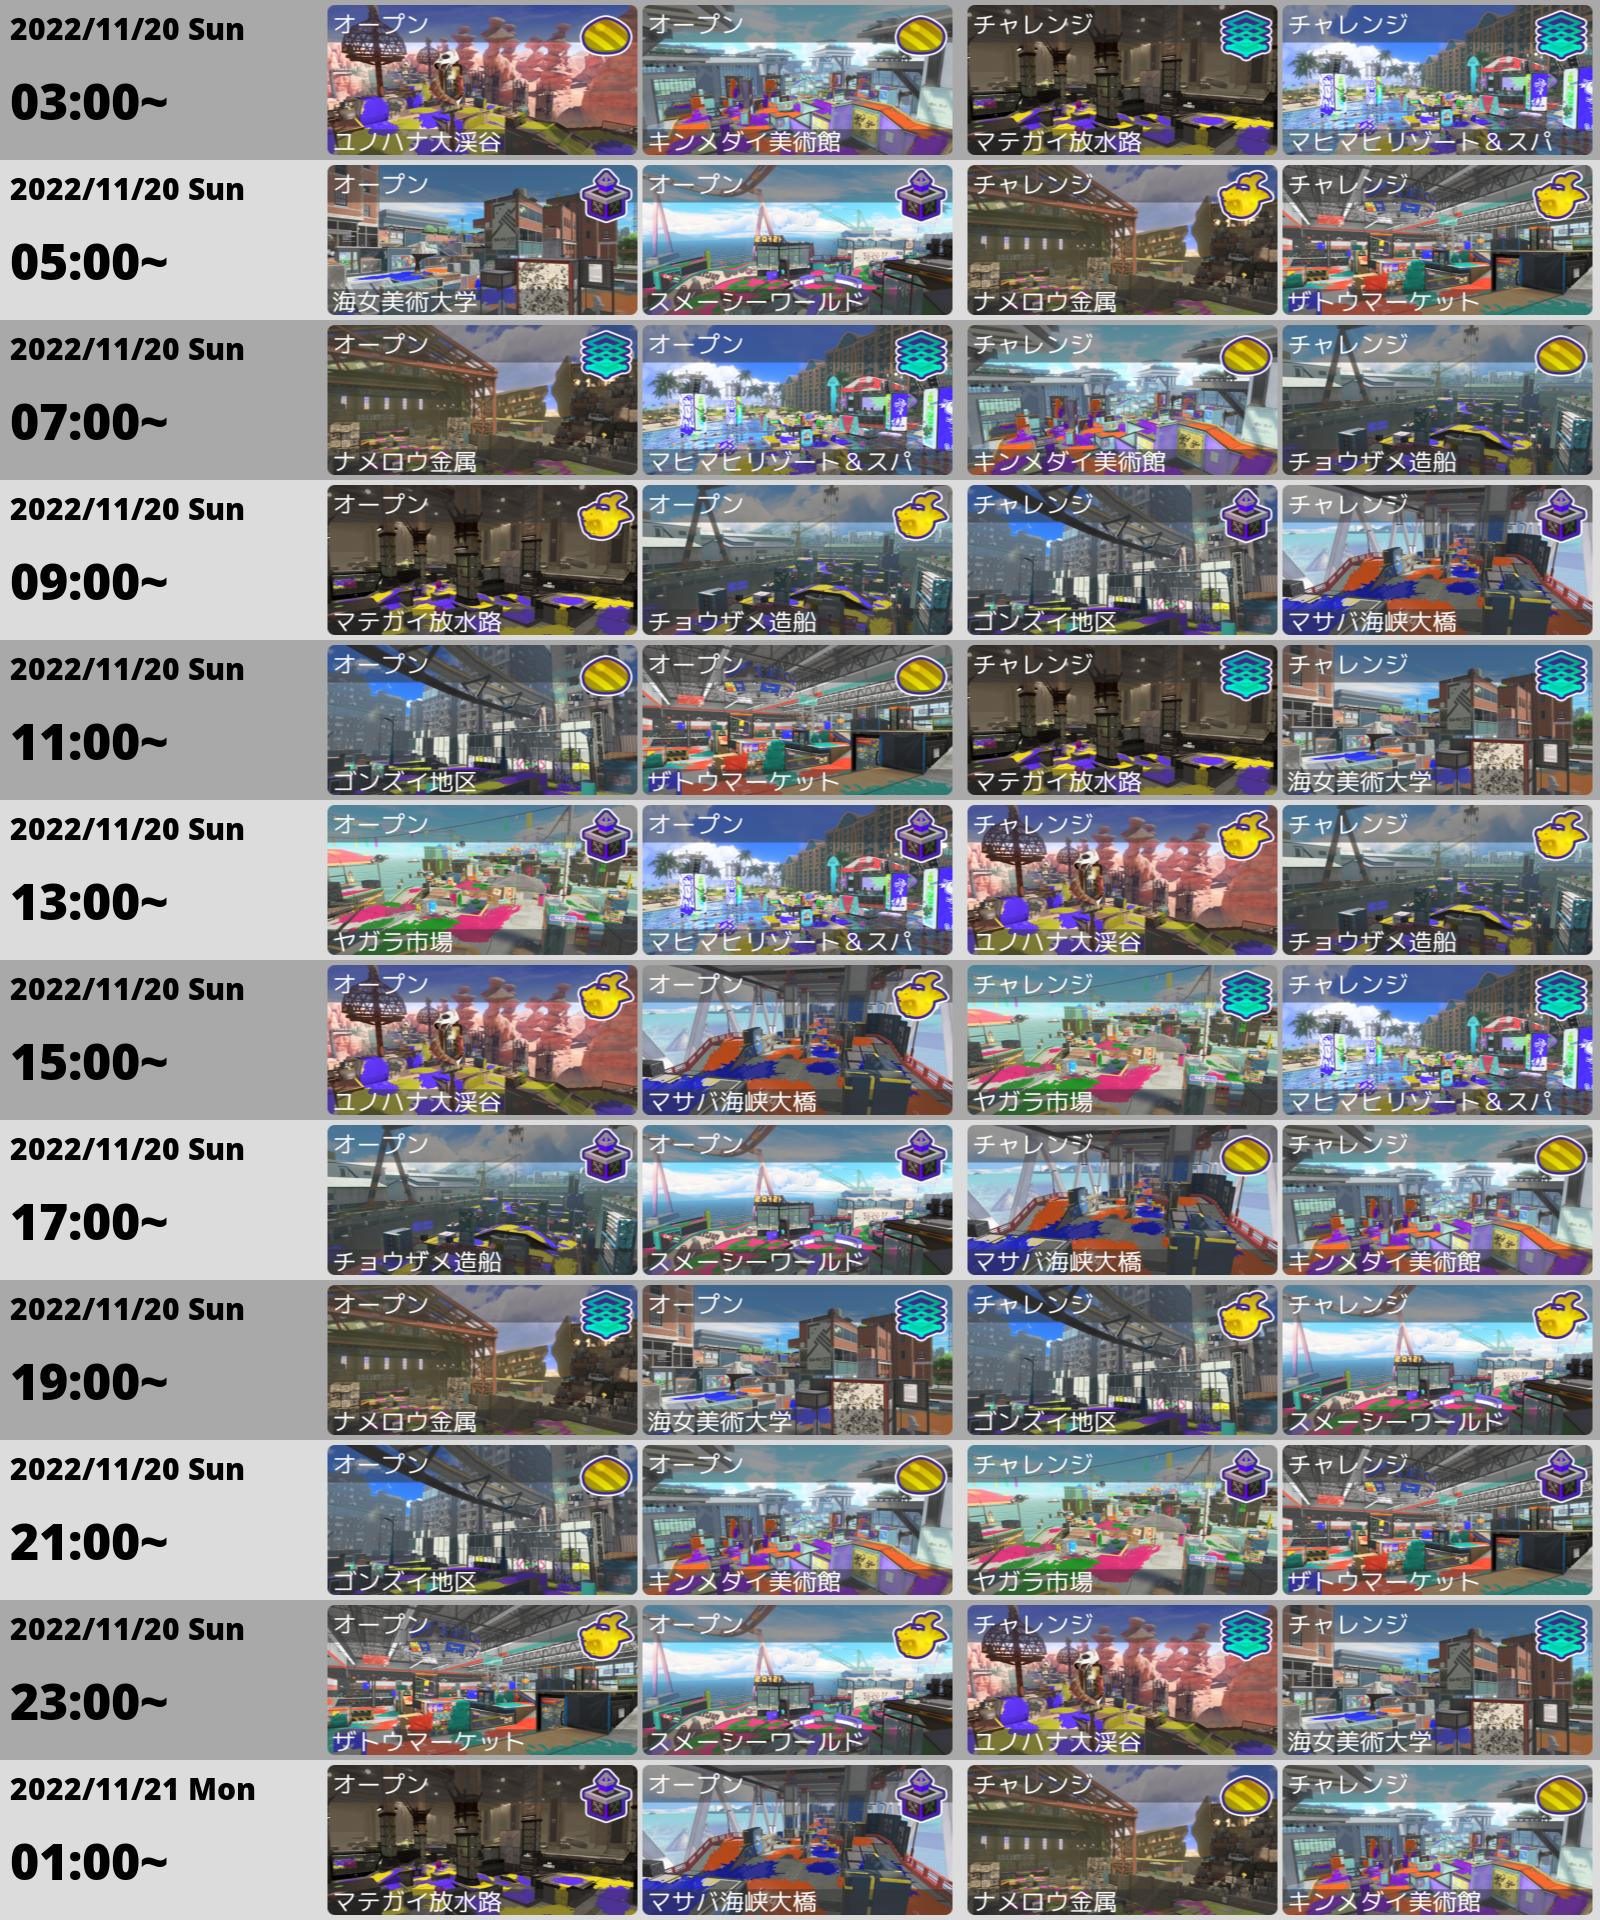 2022/11/20 Sun
03:00~
オープン
ユノハナ大渓谷
オープン
キンメダイ美術館
チャレンジ
マテガイ放水路
チャレンジ
マヒマヒリゾート＆スパ
2022/11/20 Sun
05:00~
オープン
海女美術大学
オープン
スメーシーワールド
チャレンジ
ナメロウ金属
チャレンジ
ザトウマーケット
2022/11/20 Sun
07:00~
オープン
ナメロウ金属
オープン
マヒマヒリゾート＆スパ
チャレンジ
キンメダイ美術館
チャレンジ
チョウザメ造船
2022/11/20 Sun
09:00~
オープン
マテガイ放水路
オープン
チョウザメ造船
チャレンジ
ゴンズイ地区
チャレンジ
マサバ海峡大橋
2022/11/20 Sun
11:00~
オープン
ゴンズイ地区
オープン
ザトウマーケット
チャレンジ
マテガイ放水路
チャレンジ
海女美術大学
2022/11/20 Sun
13:00~
オープン
ヤガラ市場
オープン
マヒマヒリゾート＆スパ
チャレンジ
ユノハナ大渓谷
チャレンジ
チョウザメ造船
2022/11/20 Sun
15:00~
オープン
ユノハナ大渓谷
オープン
マサバ海峡大橋
チャレンジ
ヤガラ市場
チャレンジ
マヒマヒリゾート＆スパ
2022/11/20 Sun
17:00~
オープン
チョウザメ造船
オープン
スメーシーワールド
チャレンジ
マサバ海峡大橋
チャレンジ
キンメダイ美術館
2022/11/20 Sun
19:00~
オープン
ナメロウ金属
オープン
海女美術大学
チャレンジ
ゴンズイ地区
チャレンジ
スメーシーワールド
2022/11/20 Sun
21:00~
オープン
ゴンズイ地区
オープン
キンメダイ美術館
チャレンジ
ヤガラ市場
チャレンジ
ザトウマーケット
2022/11/20 Sun
23:00~
オープン
ザトウマーケット
オープン
スメーシーワールド
チャレンジ
ユノハナ大渓谷
チャレンジ
海女美術大学
2022/11/21 Mon
01:00~
オープン
マテガイ放水路
オープン
マサバ海峡大橋
チャレンジ
ナメロウ金属
チャレンジ
キンメダイ美術館